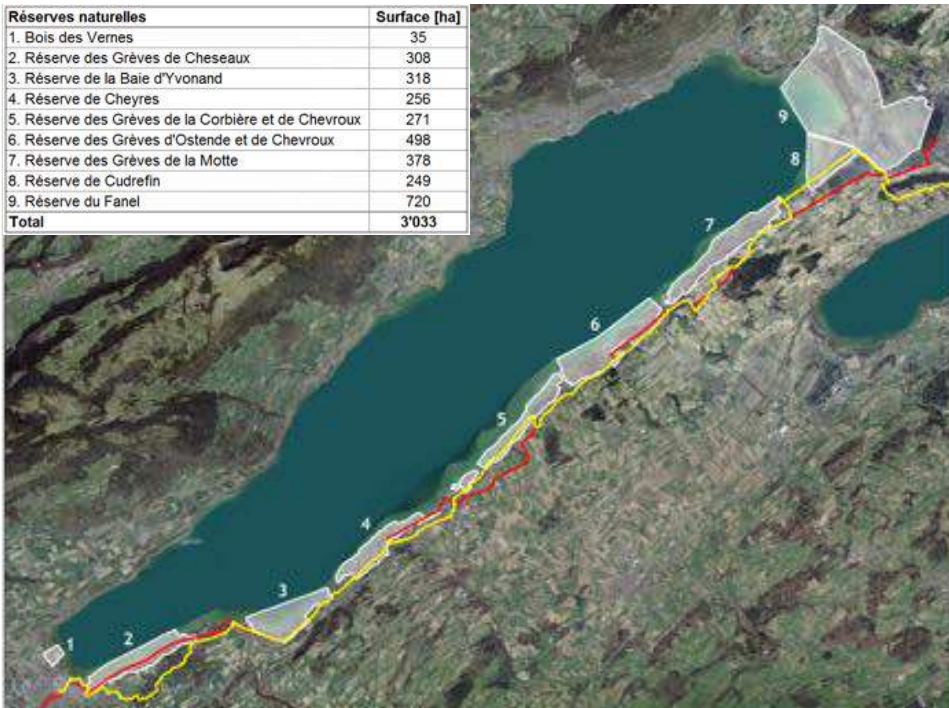 Réserves naturelles Surface [ha]
1. Bois des Vernes 35
2. Réserve des Grèves de Cheseaux 308
3. Réserve de la Baie d'Yvonand 318
4. Réserve de Cheyres 256
5. Réserve des Grèves de la Corbière et de Chevroux 271
6. Réserve des Grèves d'Ostende et de Chevroux 498
7. Réserve des Grèves de la Motte 378
8. Réserve de Cudrefin 249
9. Réserve du Fanel 720
Total 3'033
9
8
7
6
5
4
3
2
1